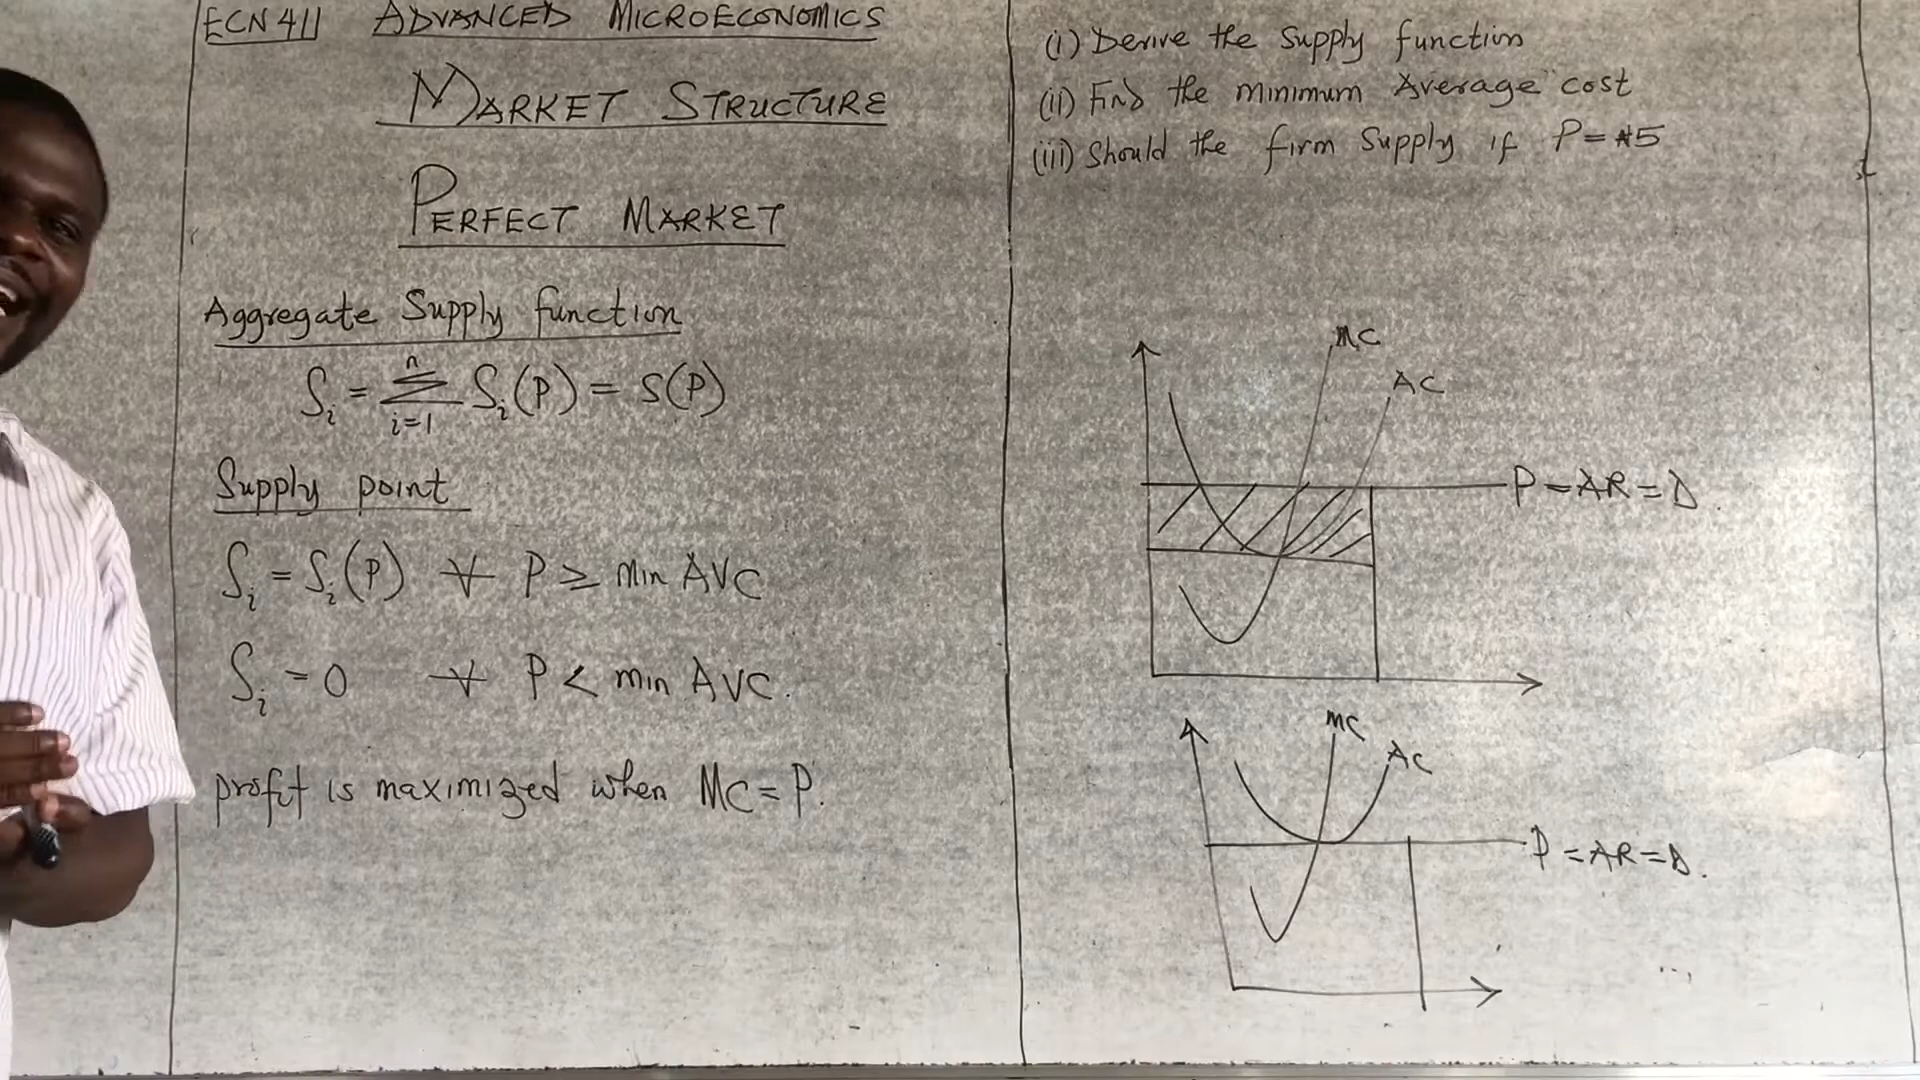 ECN 411 ADVANCED MICROECONOMICS
MARKET STRUCTURE
PERFECT MARKET
Aggregate Supply function
S_i = Σ_{i=1}^{n} S_i(P) = S(P)
Supply point
S_i = S_i(P) ∀ P ≥ min AVC
S_i = 0 ∀ P < min AVC.
profit is maximized when MC = P.
(i) Derive the supply function
(ii) Find the minimum Average cost
(iii) Should the firm supply if P = ₦5
MC
AC
P = AR = D.
MC
AC
P = AR = D.